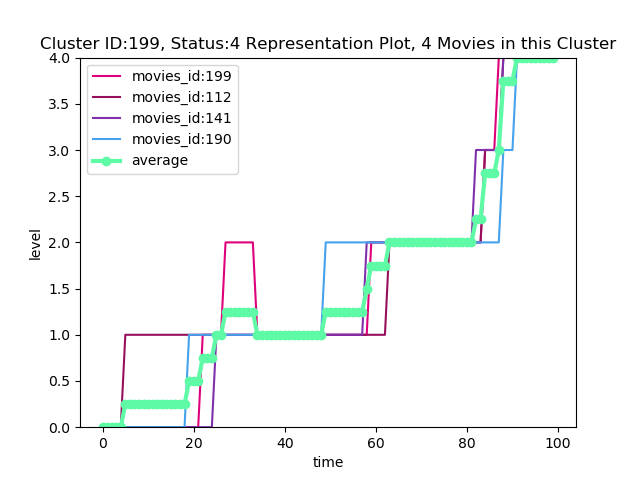 Cluster ID:199, Status:4 Representation Plot, 4 Movies in this Cluster
4.0
3.5
3.0
2.5
2.0
1.5
1.0
0.5
0.0
level
movies_id:199
movies_id:112
movies_id:141
movies_id:190
average
0 20 40 60 80 100
time